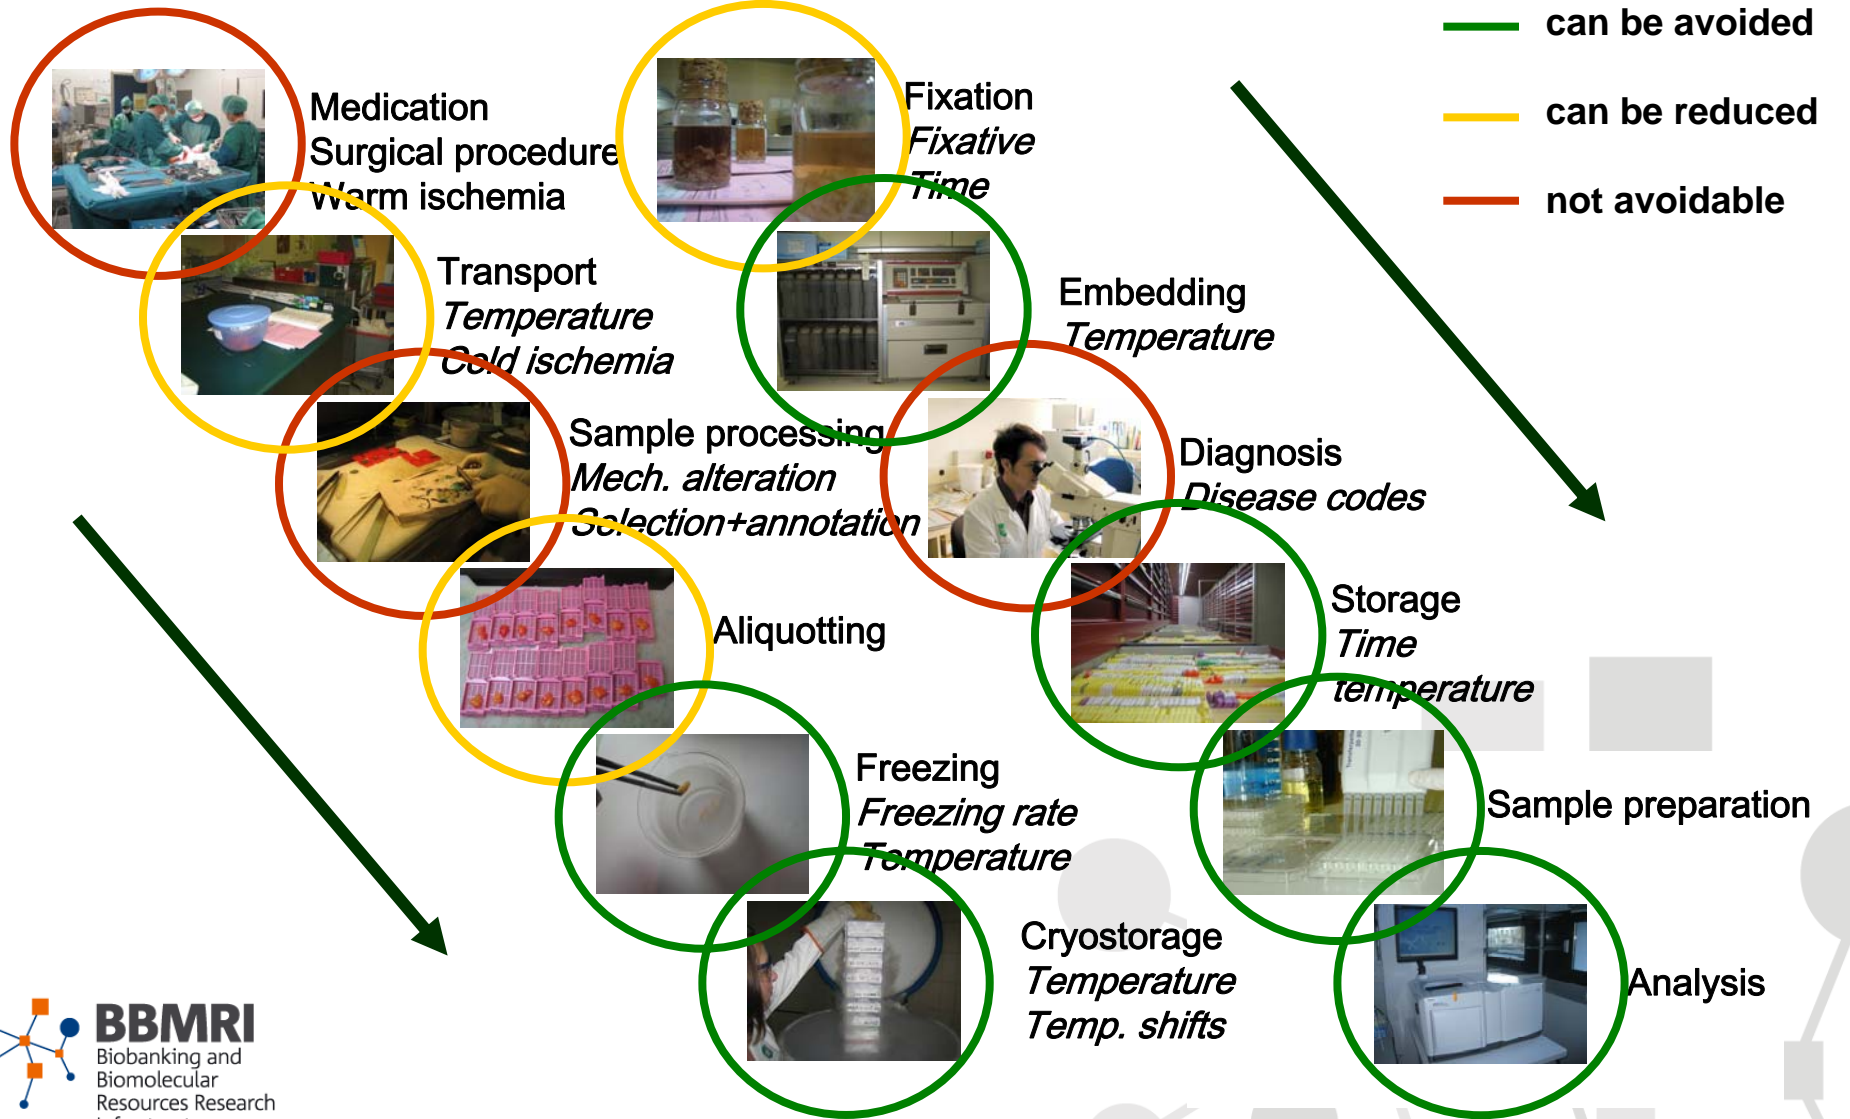 can be avoided
can be reduced
not avoidable
Medication
Surgical procedure
Warm ischemia
Transport
Temperature
Cold ischemia
Sample processing
Mech. alteration
Selection+annotation
Aliquotting
Freezing
Freezing rate
Temperature
Cryostorage
Temperature
Temp. shifts
Fixation
Fixative
Time
Embedding
Temperature
Diagnosis
Disease codes
Storage
Time
temperature
Sample preparation
Analysis
BBMRI
Biobanking and
Biomolecular
Resources Research